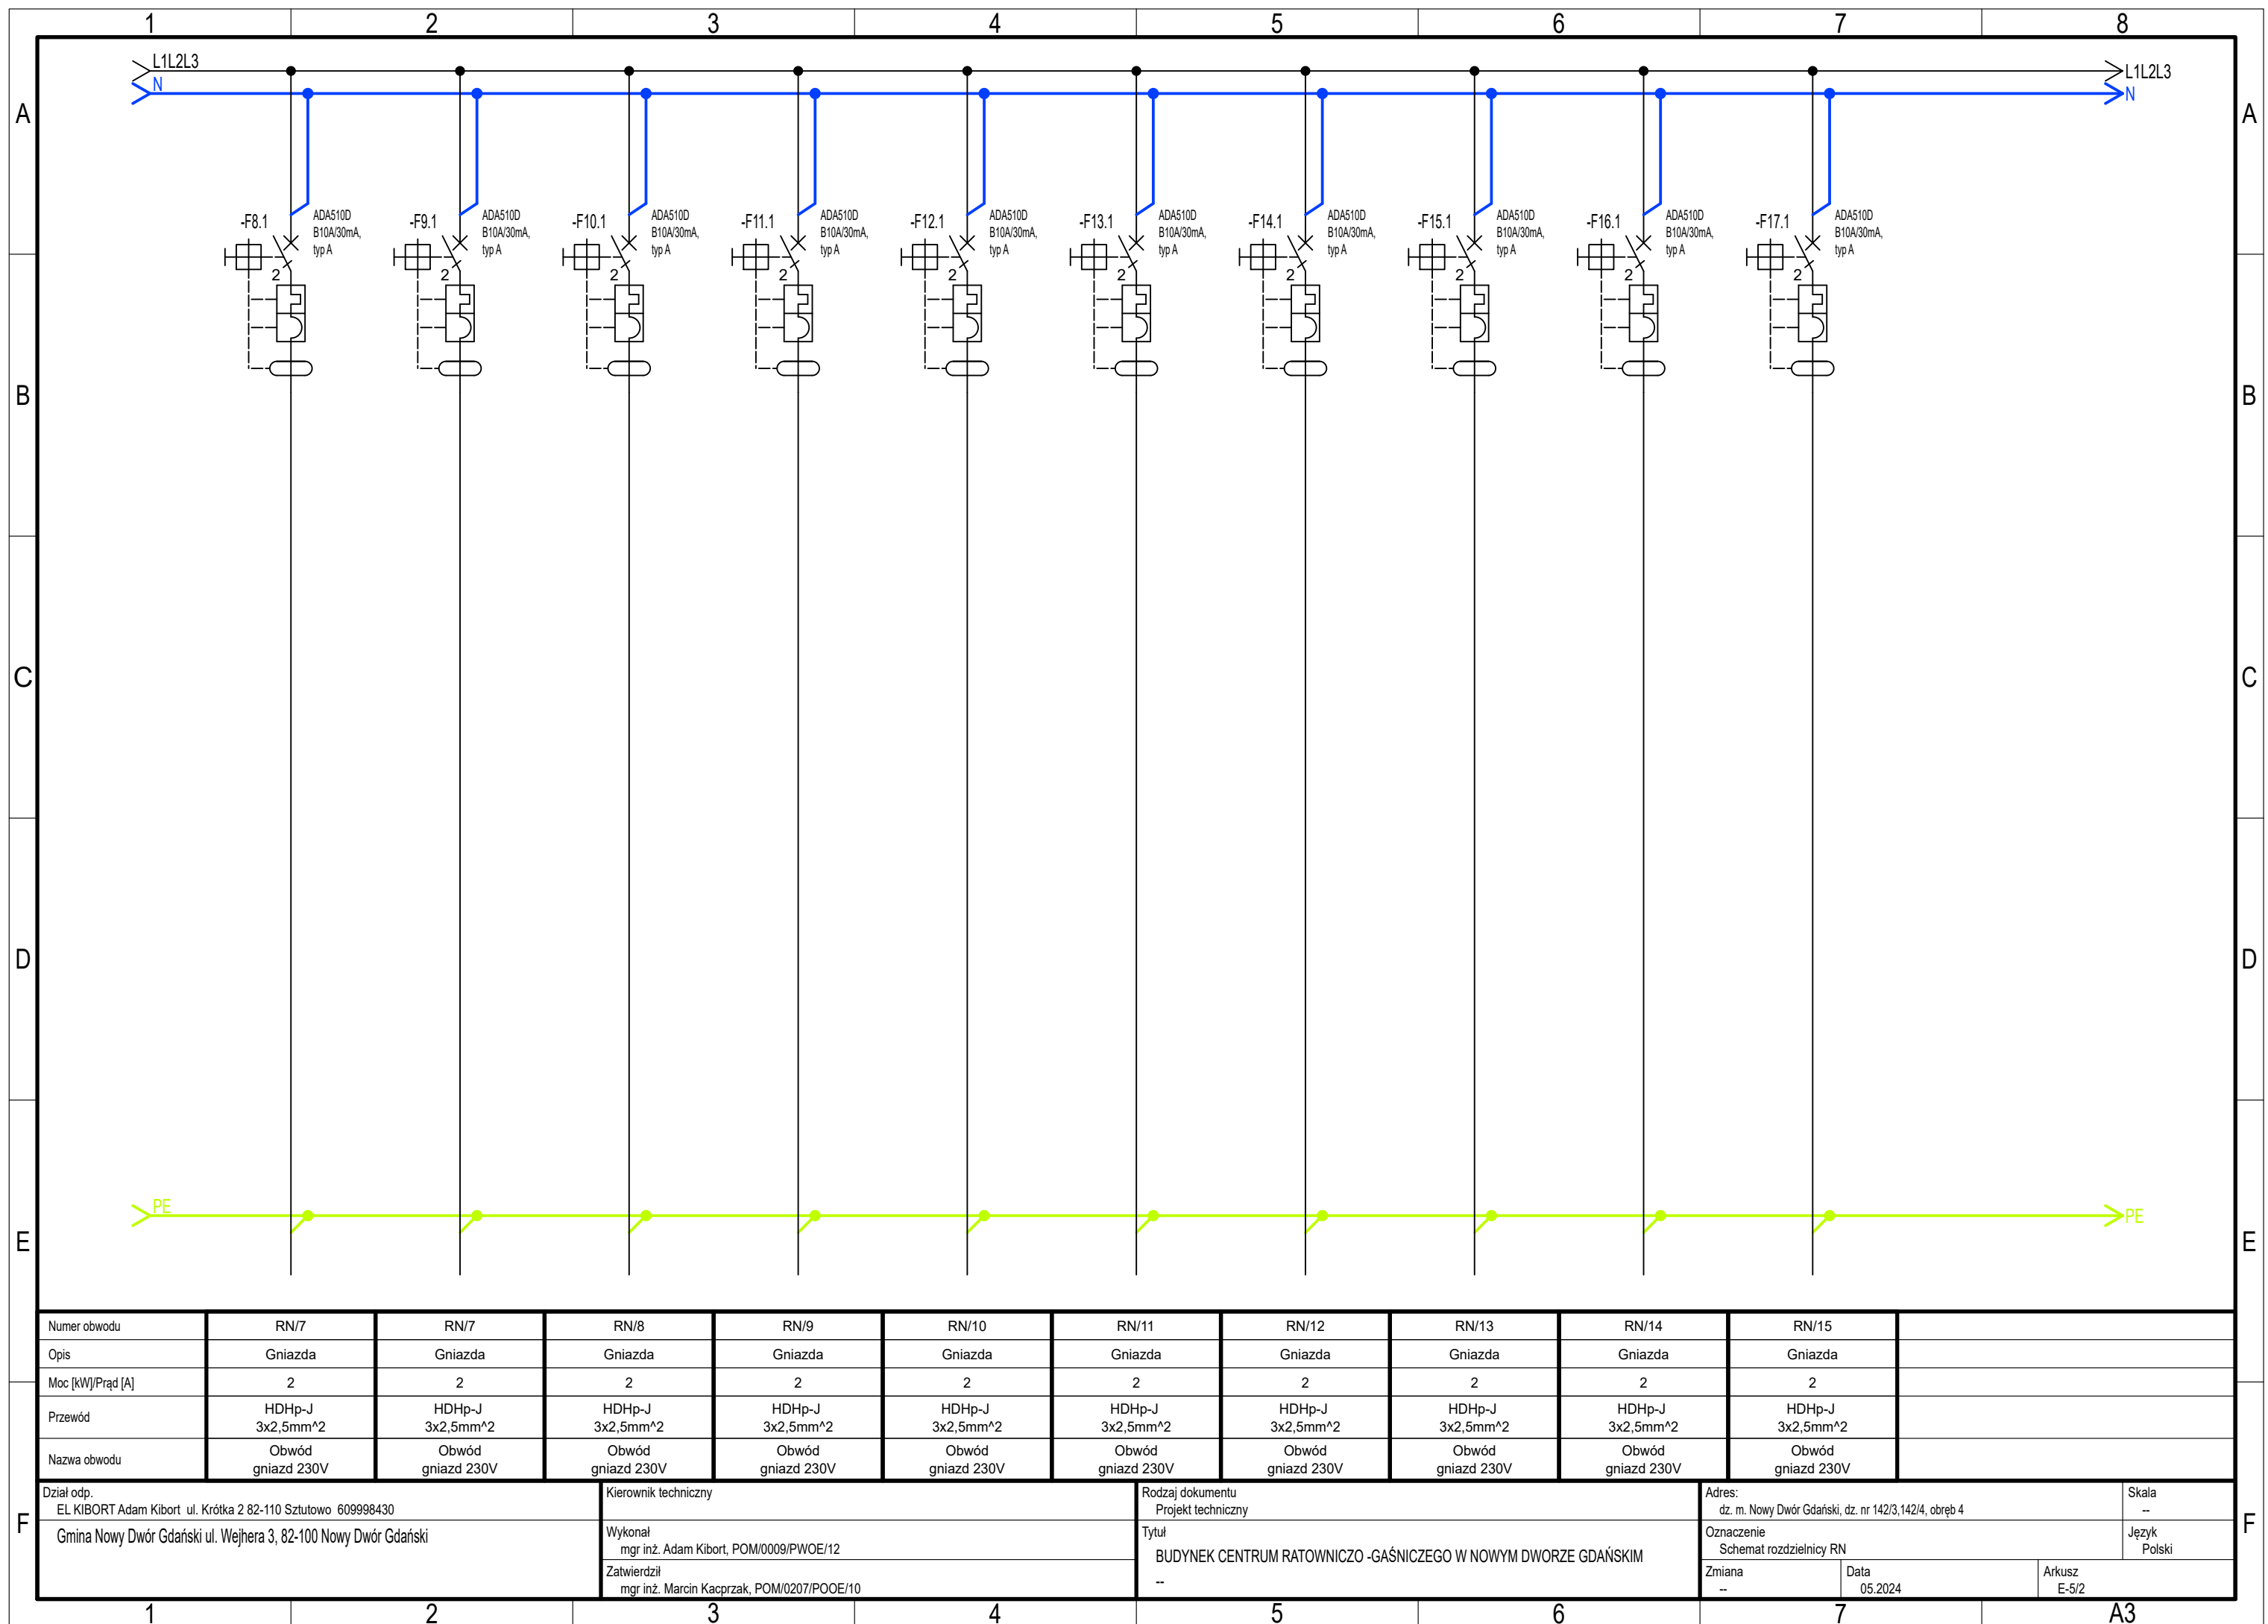 1 2 3 4 5 6 7 8
L1L2L3 L1L2L3
N N
A A
-F8.1 -F9.1 -F10.1 -F11.1 -F12.1 -F13.1 -F14.1 -F15.1 -F16.1 -F17.1
ADA510D ADA510D ADA510D ADA510D ADA510D ADA510D ADA510D ADA510D ADA510D ADA510D
B10A/30mA, B10A/30mA, B10A/30mA, B10A/30mA, B10A/30mA, B10A/30mA, B10A/30mA, B10A/30mA, B10A/30mA, B10A/30mA,
typ A typ A typ A typ A typ A typ A typ A typ A typ A typ A
2 2 2 2 2 2 2 2 2 2
B B
C C
D D
PE PE
E E
Numer obwodu RN/7 RN/7 RN/8 RN/9 RN/10 RN/11 RN/12 RN/13 RN/14 RN/15
Opis Gniazda Gniazda Gniazda Gniazda Gniazda Gniazda Gniazda Gniazda Gniazda Gniazda
Moc [kW]/Prąd [A] 2 2 2 2 2 2 2 2 2 2
Przewód HDHp-J HDHp-J HDHp-J HDHp-J HDHp-J HDHp-J HDHp-J HDHp-J HDHp-J HDHp-J
3x2,5mm^2 3x2,5mm^2 3x2,5mm^2 3x2,5mm^2 3x2,5mm^2 3x2,5mm^2 3x2,5mm^2 3x2,5mm^2 3x2,5mm^2 3x2,5mm^2
Nazwa obwodu Obwód Obwód Obwód Obwód Obwód Obwód Obwód Obwód Obwód Obwód
gniazd 230V gniazd 230V gniazd 230V gniazd 230V gniazd 230V gniazd 230V gniazd 230V gniazd 230V gniazd 230V gniazd 230V
F F
Dział odp.
EL KIBORT Adam Kibort ul. Krótka 2 82-110 Sztutowo 609998430
Gmina Nowy Dwór Gdański ul. Wejhera 3, 82-100 Nowy Dwór Gdański
Kierownik techniczny
Wykonał
mgr inż. Adam Kibort, POM/0009/PWOE/12
Zatwierdził
mgr inż. Marcin Kacprzak, POM/0207/POOE/10
Rodzaj dokumentu
Projekt techniczny
Tytuł
BUDYNEK CENTRUM RATOWNICZO -GAŚNICZEGO W NOWYM DWORZE GDAŃSKIM
--
Adres:
dz. m. Nowy Dwór Gdański, dz. nr 142/3,142/4, obręb 4
Skala
--
Oznaczenie
Schemat rozdzielnicy RN
Język
Polski
Zmiana
--
Data
05.2024
Arkusz
E-5/2
1 2 3 4 5 6 7 A3